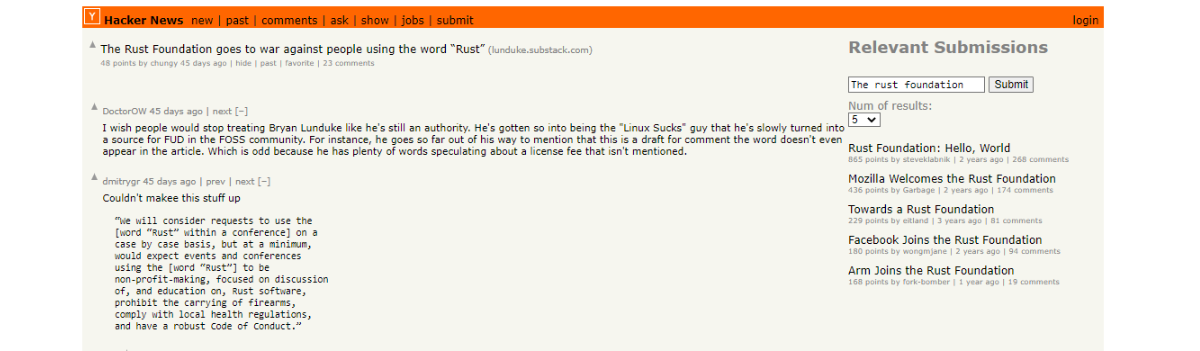 Y Hacker News new | past | comments | ask | show | jobs | submit login
The Rust Foundation goes to war against people using the word “Rust” (lunduke.substack.com)
48 points by chungy 45 days ago | hide | past | favorite | 23 comments
DoctorOW 45 days ago | next [–]
I wish people would stop treating Bryan Lunduke like he's still an authority. He's gotten so into being the "Linux Sucks" guy that he's slowly turned into
a source for FUD in the FOSS community. For instance, he goes so far out of his way to mention that this is a draft for comment the word doesn't even
appear in the article. Which is odd because he has plenty of words speculating about a license fee that isn't mentioned.
dmitrygr 45 days ago | prev | next [–]
Couldn't makee this stuff up
“We will consider requests to use the
[word “Rust” within a conference] on a
case by case basis, but at a minimum,
would expect events and conferences
using the [word “Rust”] to be
non-profit-making, focused on discussion
of, and education on, Rust software,
prohibit the carrying of firearms,
comply with local health regulations,
and have a robust Code of Conduct.”
Relevant Submissions
The rust foundation Submit
Num of results:
5
Rust Foundation: Hello, World
865 points by steveklabnik | 2 years ago | 268 comments
Mozilla Welcomes the Rust Foundation
436 points by Garbage | 2 years ago | 174 comments
Towards a Rust Foundation
229 points by eitland | 3 years ago | 81 comments
Facebook Joins the Rust Foundation
180 points by wongmjane | 2 years ago | 94 comments
Arm Joins the Rust Foundation
168 points by fork-bomber | 1 year ago | 19 comments